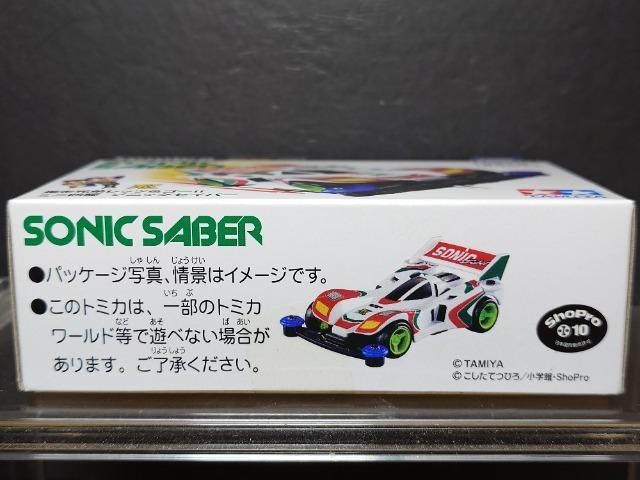 SONIC SABER
●パッケージ写真、情景はイメージです。
●このトミカは、一部のトミカ
ワールド等で遊べない場合が
あります。ご了承ください。
SONIC
ShoPro
10
©TAMIYA
©こしたてつひろ/小学館・ShoPro